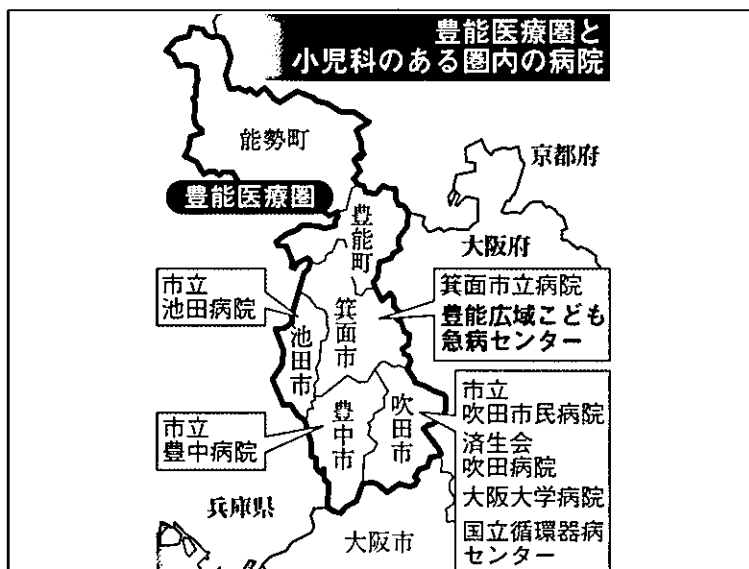 豊能医療圏と
小児科のある圏内の病院
能勢町
京都府
豊能医療圏
豊能町
大阪府
市立
池田病院
箕面市立病院
豊能広域こども
急病センター
箕面市
池田市
市立
吹田市民病院
済生会
吹田病院
大阪大学病院
国立循環器病
センター
吹田市
豊中市
市立
豊中病院
兵庫県
大阪市